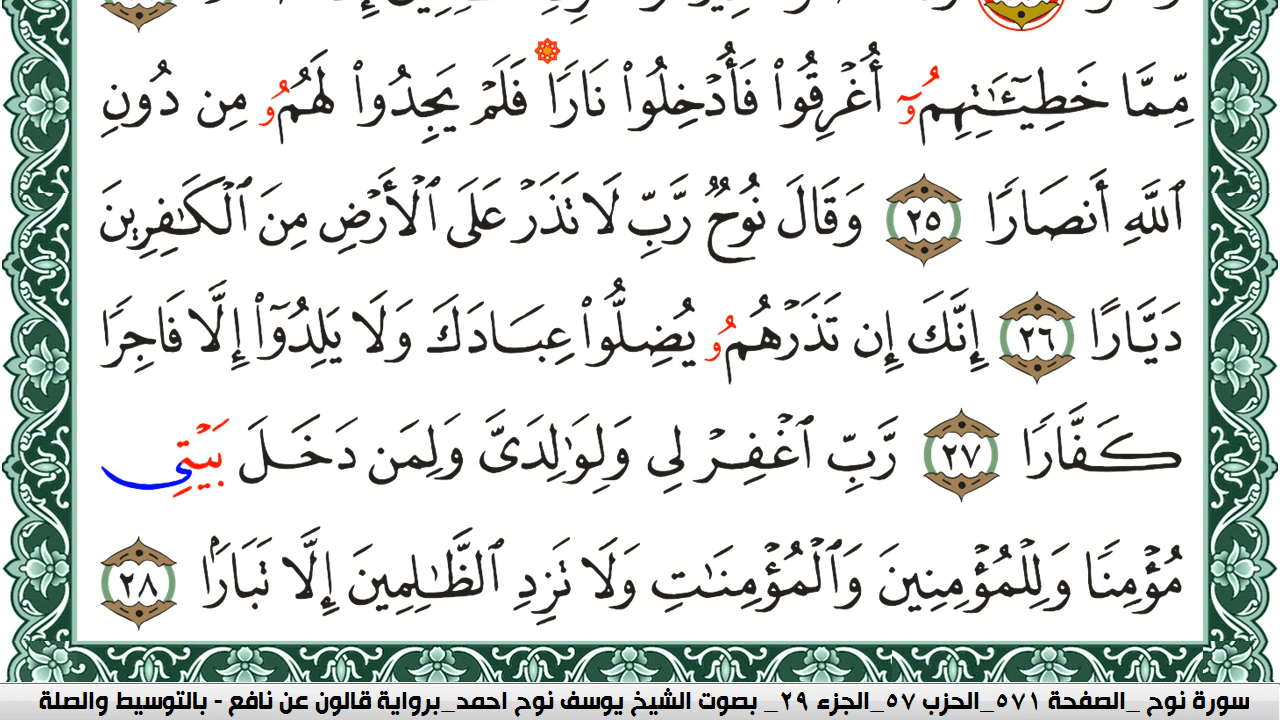 مِّمَّا خَطِيٓـَٰٔتِهِمُۥٓ أُغْرِقُواْ فَأُدْخِلُواْ نَارًا ۞ فَلَمْ يَجِدُواْ لَهُمُۥ مِن دُونِ
ٱللَّهِ أَنصَارًا ٢٥ وَقَالَ نُوحٌ رَّبِّ لَا تَذَرْ عَلَى ٱلْأَرْضِ مِنَ ٱلْكَٰفِرِينَ
دَيَّارًا ٢٦ إِنَّكَ إِن تَذَرْهُمُۥ يُضِلُّواْ عِبَادَكَ وَلَا يَلِدُوٓاْ إِلَّا فَاجِرًا
كَفَّارًا ٢٧ رَّبِّ ٱغْفِرْ لِى وَلِوَٰلِدَىَّ وَلِمَن دَخَلَ بَيْتِى
مُؤْمِنًا وَلِلْمُؤْمِنِينَ وَٱلْمُؤْمِنَٰتِ وَلَا تَزِدِ ٱلظَّٰلِمِينَ إِلَّا تَبَارًۢا ٢٨
سورة نوح _الصفحة ٥٧١_الحزب ٥٧_الجزء ٢٩_ بصوت الشيخ يوسف نوح احمد_برواية قالون عن نافع - بالتوسيط والصلة